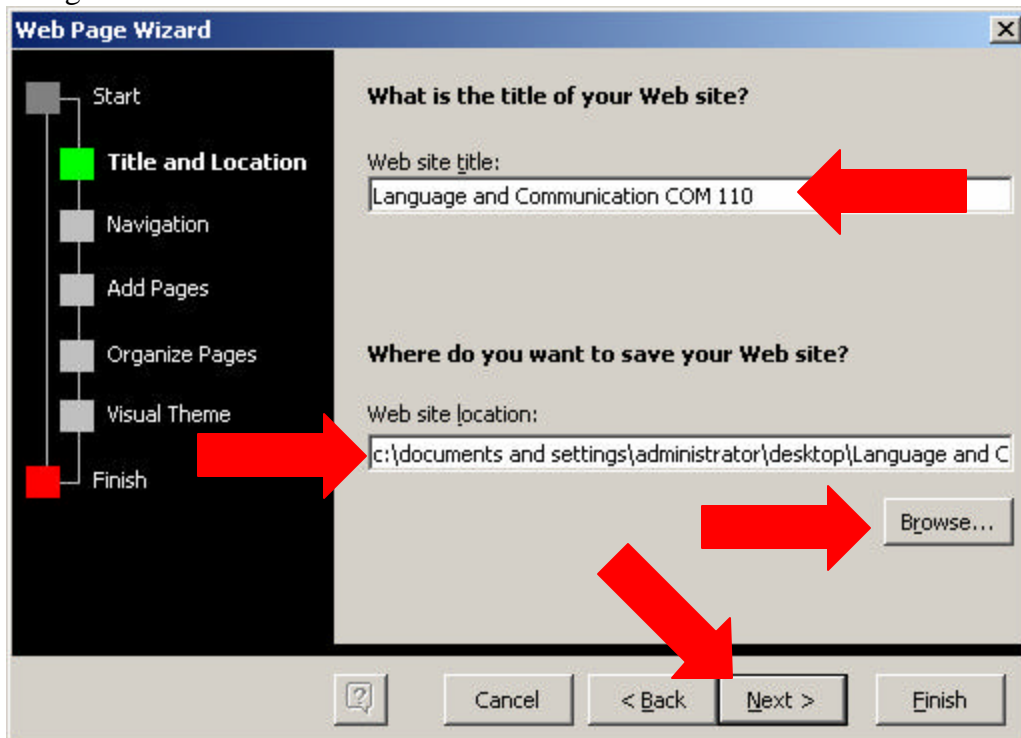 Web Page Wizard
Start
Title and Location
Navigation
Add Pages
Organize Pages
Visual Theme
Finish
What is the title of your Web site?
Web site title:
Language and Communication COM 110
Where do you want to save your Web site?
Web site location:
c:\documents and settings\administrator\desktop\Language and C
Browse...
Cancel
< Back
Next >
Finish